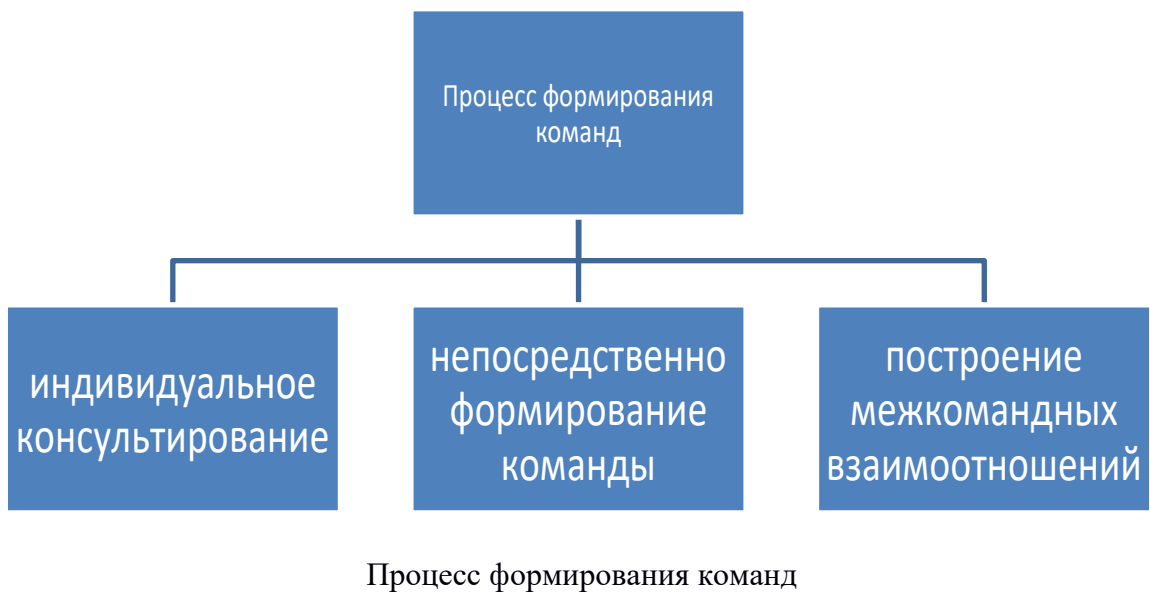 Процесс формирования
команд
индивидуальное
консультирование
непосредственно
формирование
команды
построение
межкомандных
взаимоотношений
Процесс формирования команд